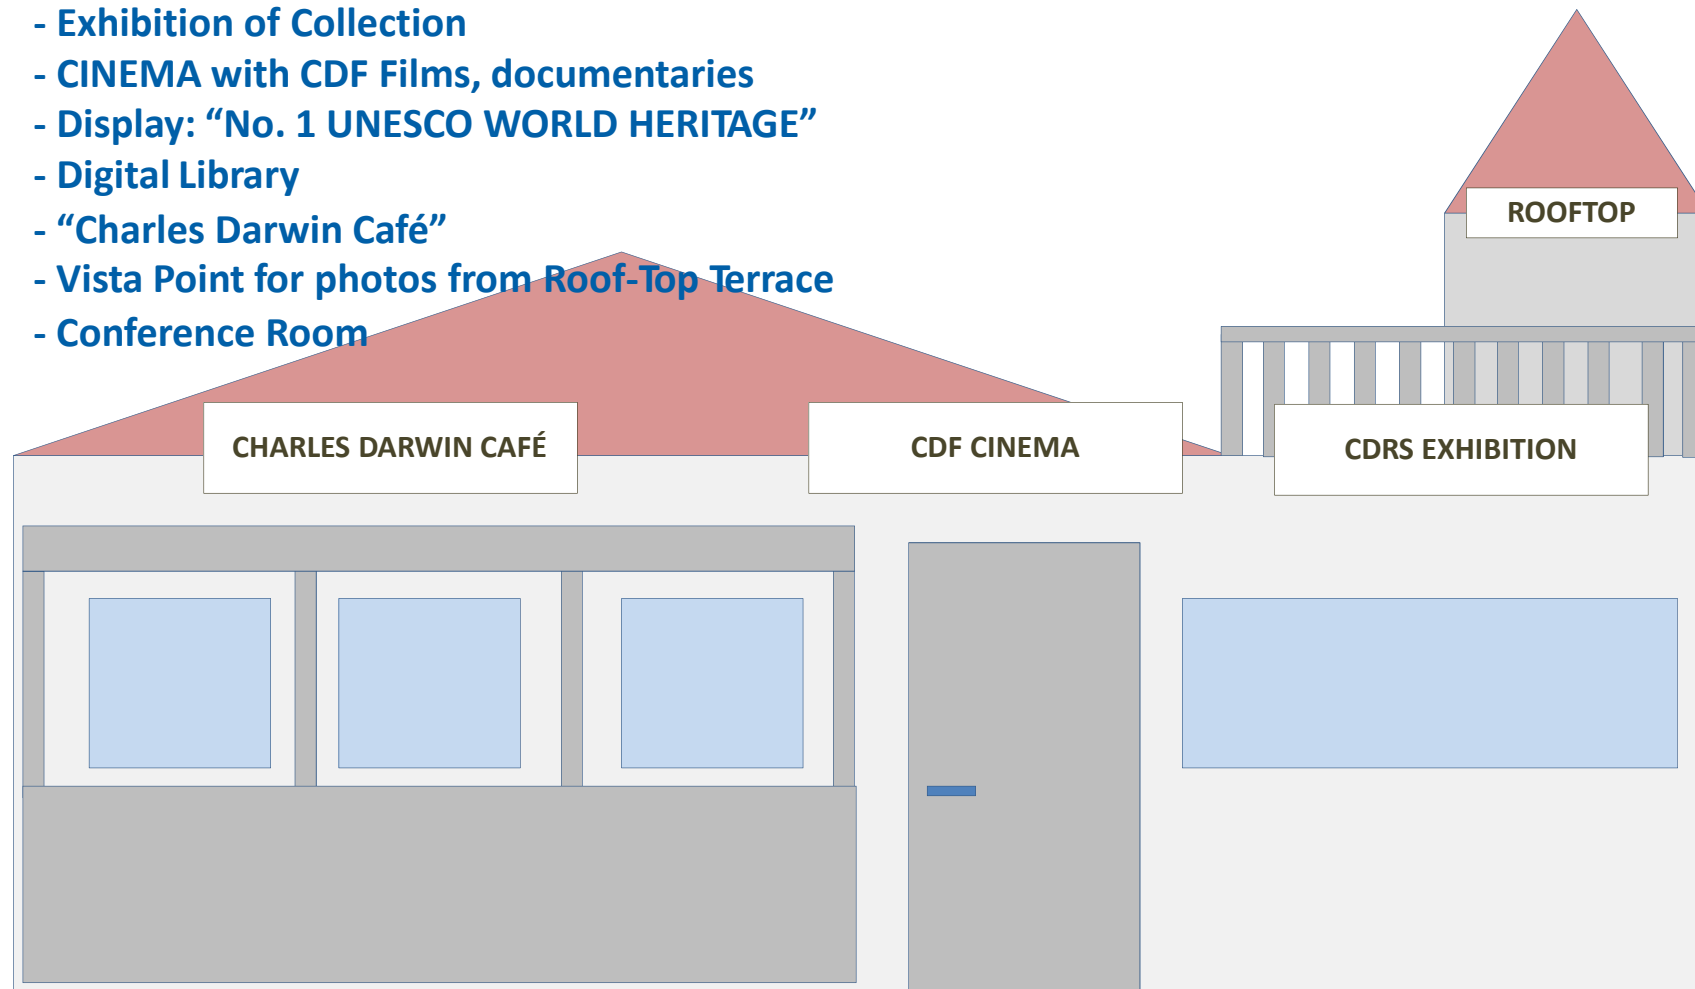 - Exhibition of Collection
- CINEMA with CDF Films, documentaries
- Display: “No. 1 UNESCO WORLD HERITAGE”
- Digital Library
- “Charles Darwin Café”
- Vista Point for photos from Roof-Top Terrace
- Conference Room
ROOFTOP
CHARLES DARWIN CAFÉ
CDF CINEMA
CDRS EXHIBITION